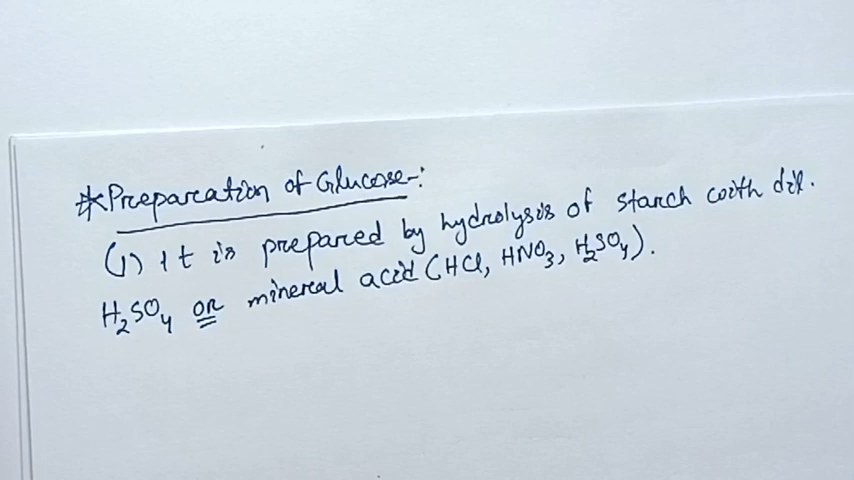 *Preparation of Glucose-:
(1) It is prepared by hydrolysis of starch with dil.
H₂SO₄ OR mineral acid (HCl, HNO₃, H₂SO₄).